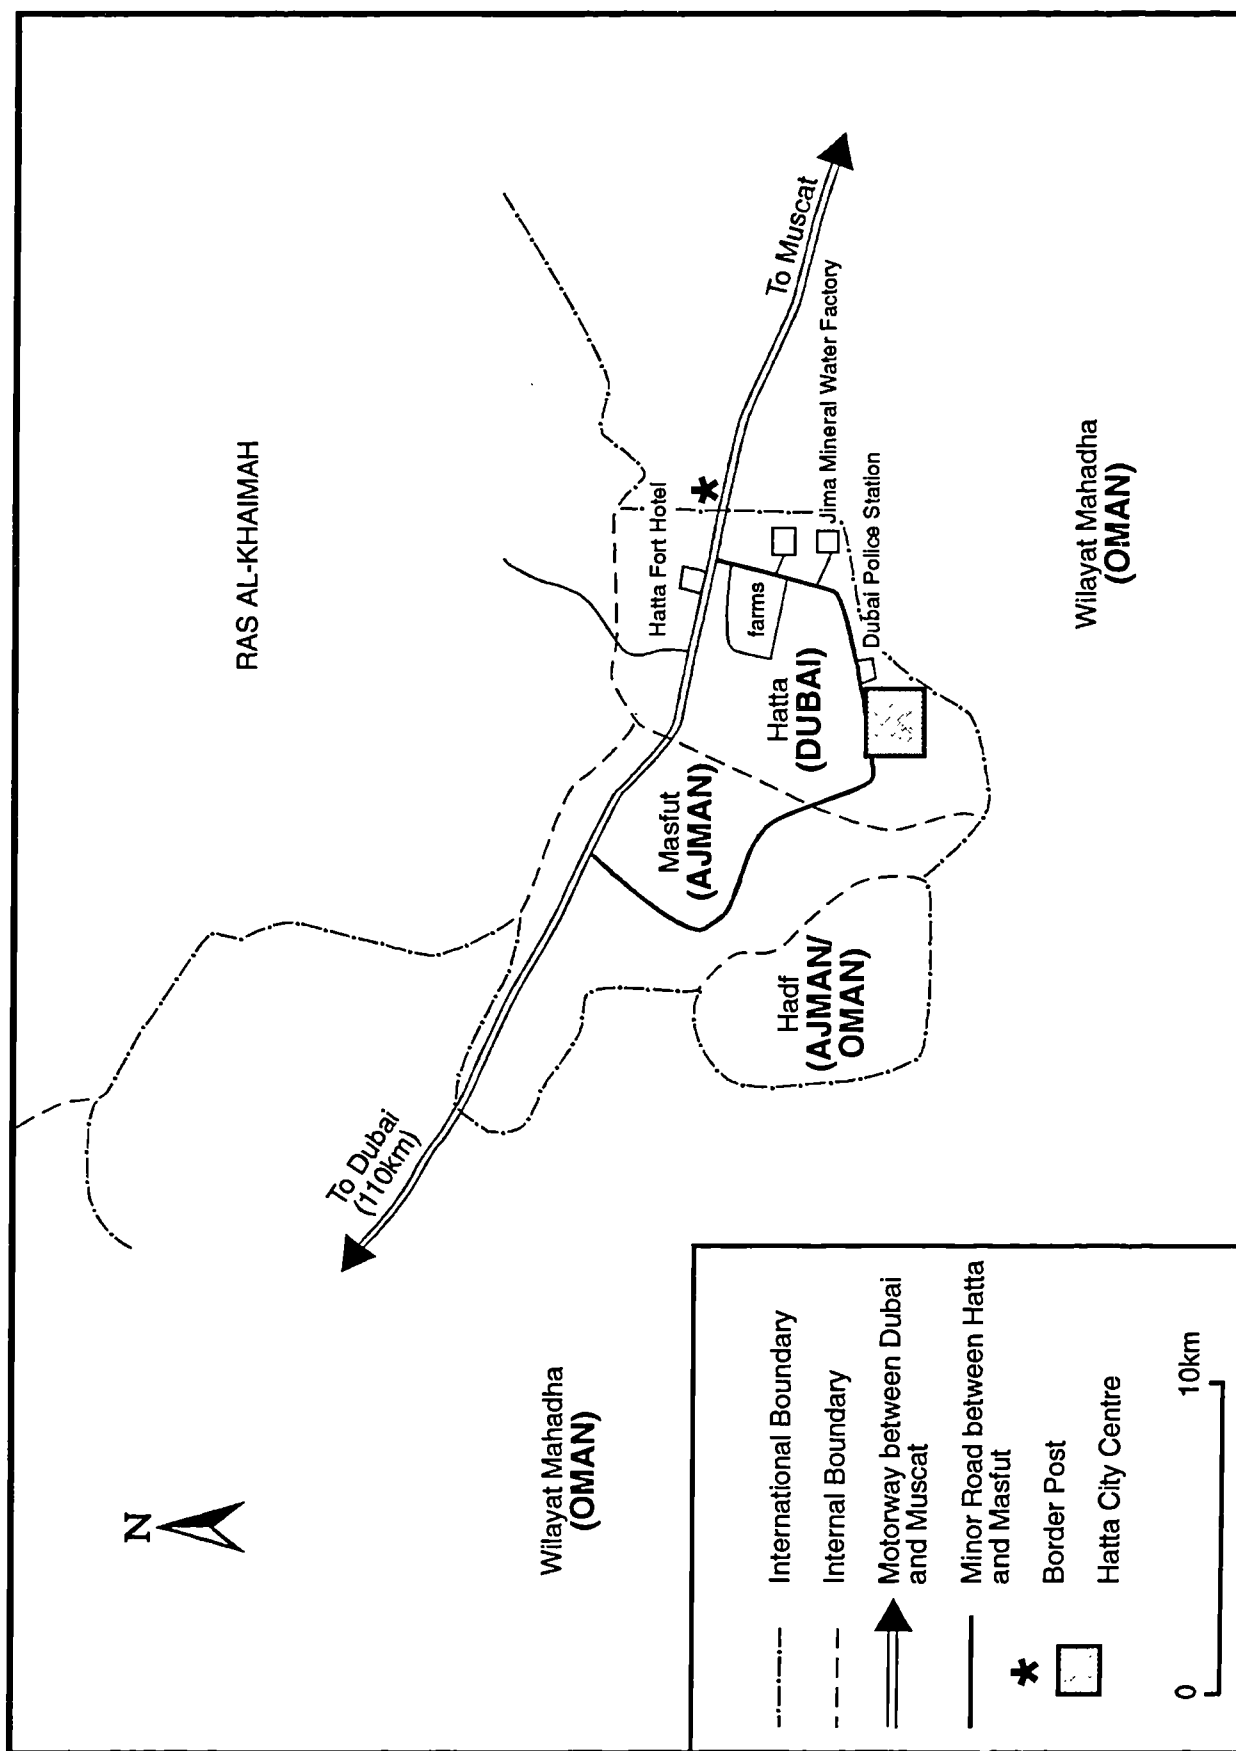 N
RAS AL-KHAIMAH
To Dubai
(110km)
Wilayat Mahadha
(OMAN)
Hatta Fort Hotel
To Muscat
Masfut
(AJMAN)
Hatta
(DUBAI)
farms
Jima Mineral Water Factory
Dubai Police Station
Hadf
(AJMAN/
OMAN)
Wilayat Mahadha
(OMAN)
International Boundary
Internal Boundary
Motorway between Dubai
and Muscat
Minor Road between Hatta
and Masfut
Border Post
Hatta City Centre
0 10km